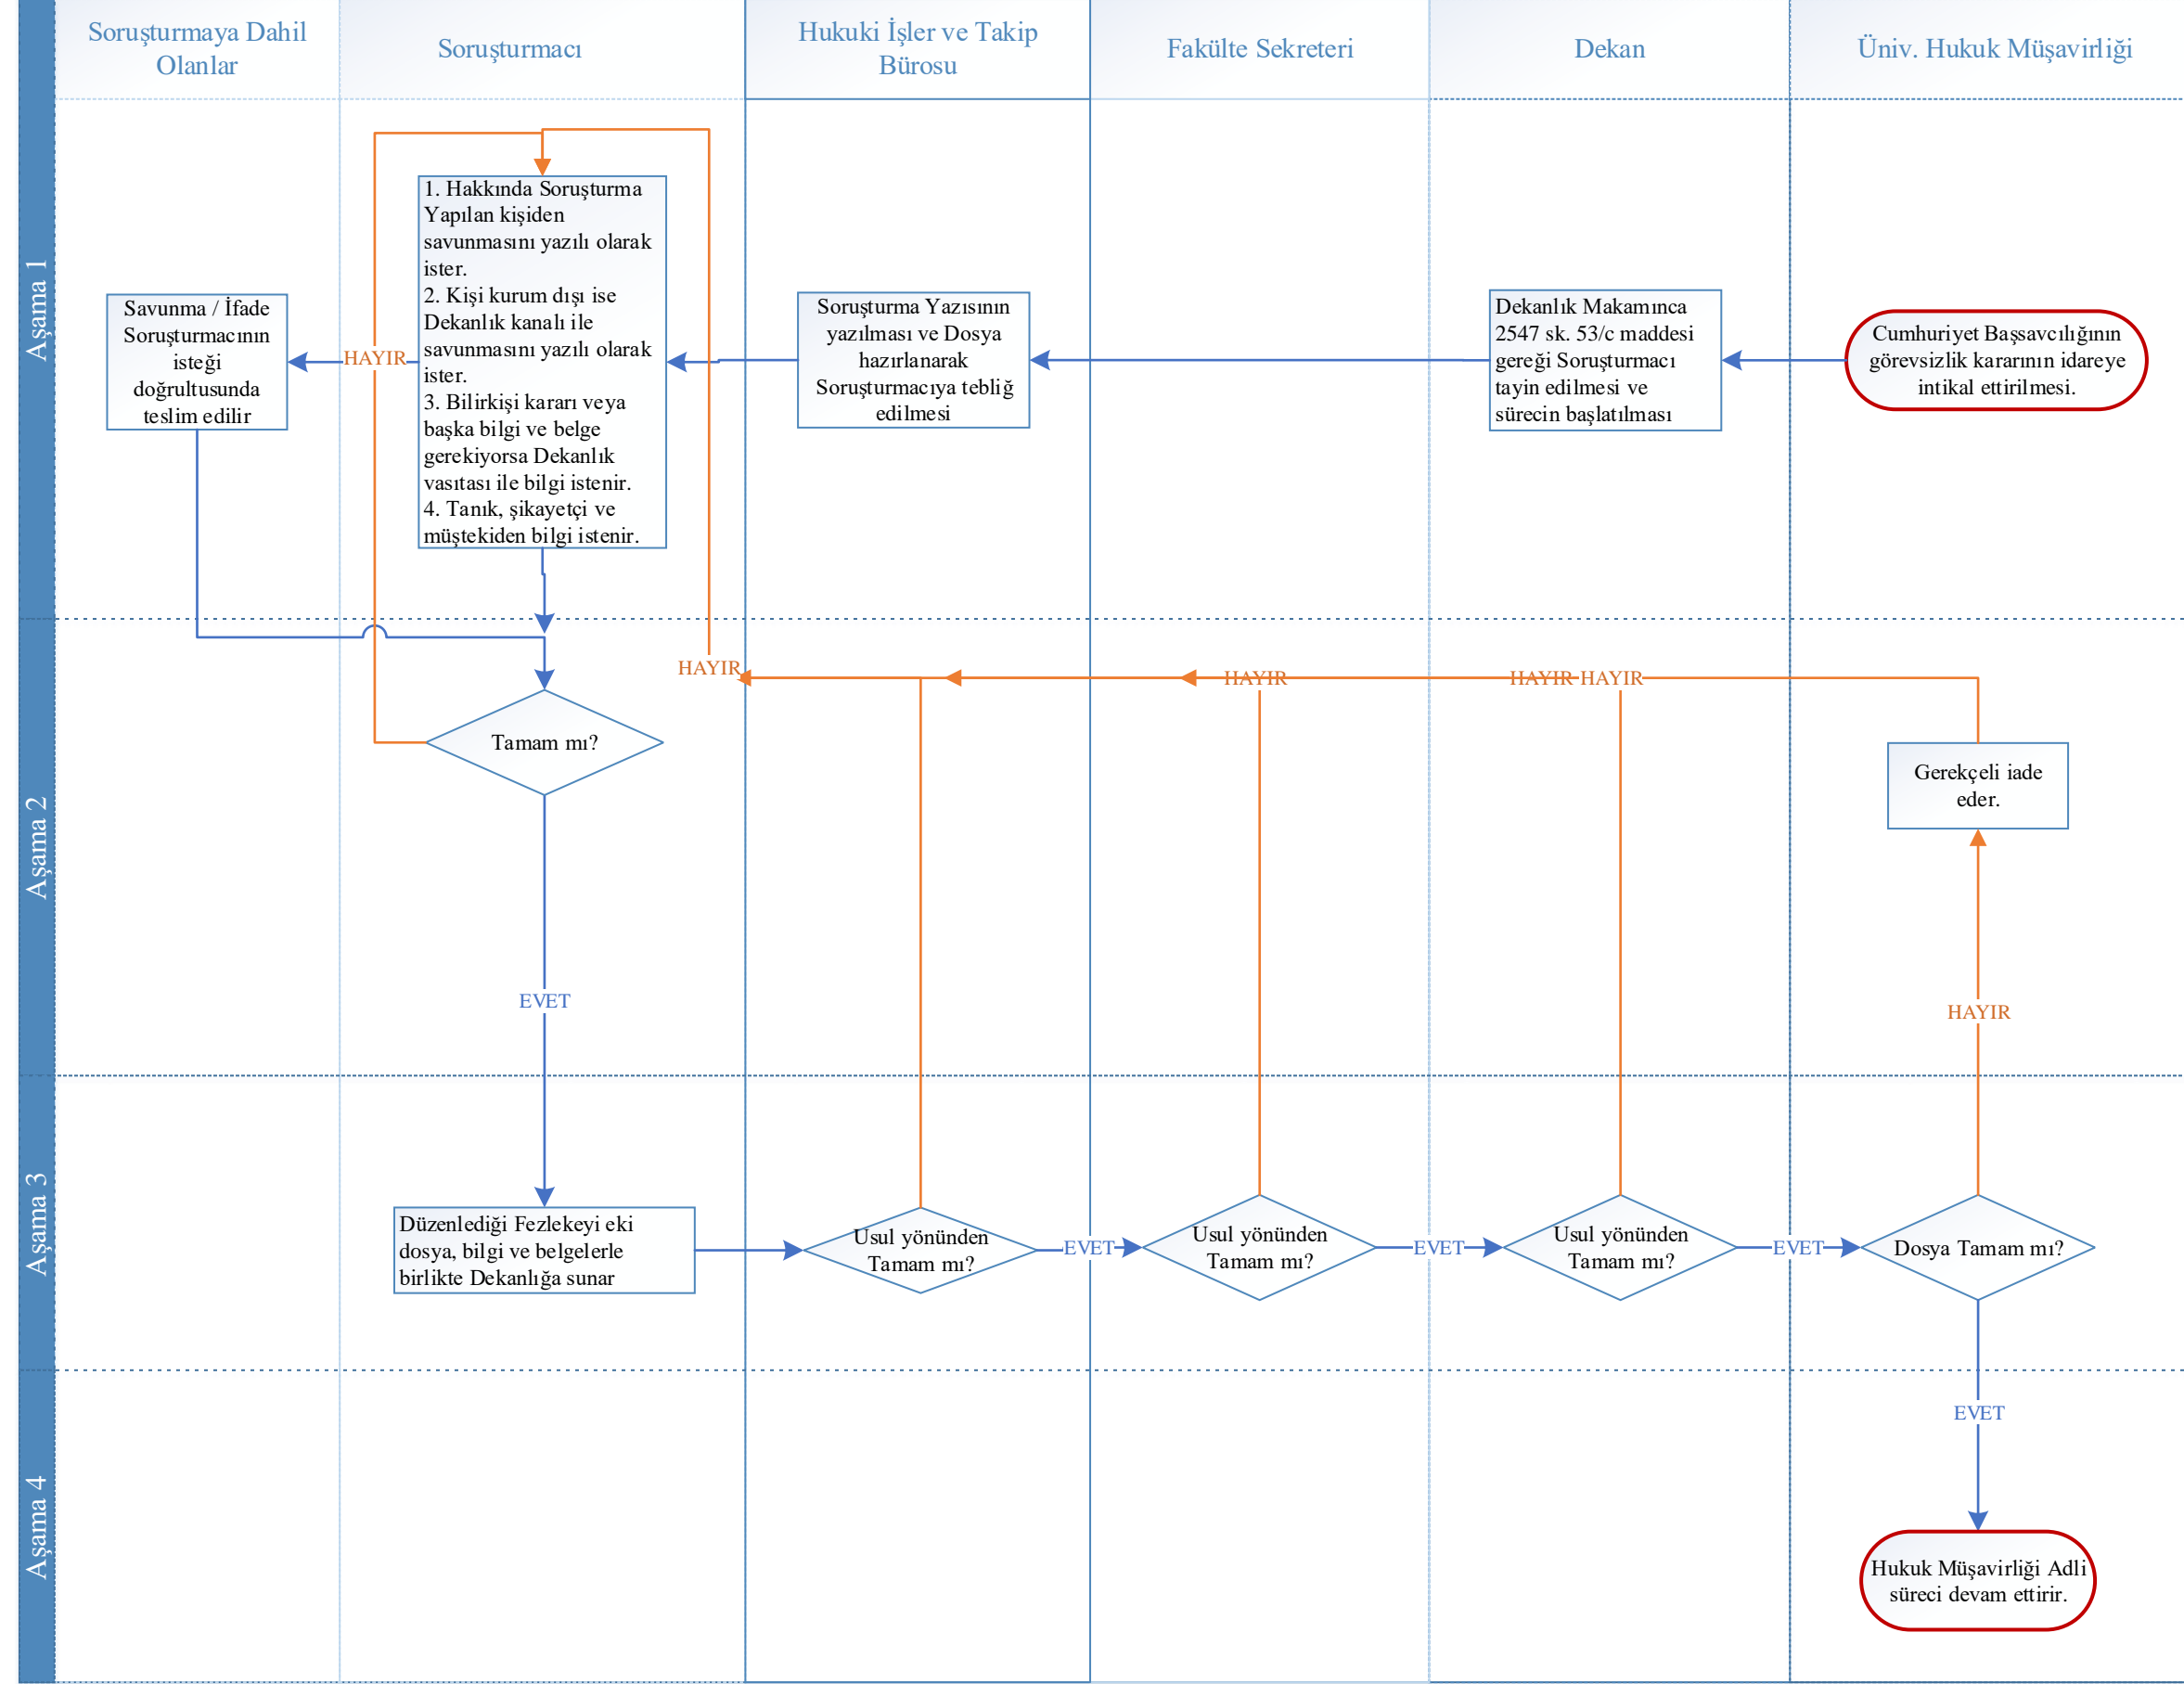 Soruşturmaya Dahil
Olanlar
Soruşturmacı
Hukuki İşler ve Takip
Bürosu
Fakülte Sekreteri
Dekan
Üniv. Hukuk Müşavirliği
Aşama 1
Savunma / İfade
Soruşturmacının
isteği
doğrultusunda
teslim edilir
HAYIR
1. Hakkında Soruşturma
Yapılan kişiden
savunmasını yazılı olarak
ister.
2. Kişi kurum dışı ise
Dekanlık kanalı ile
savunmasını yazılı olarak
ister.
3. Bilirkişi kararı veya
başka bilgi ve belge
gerekiyorsa Dekanlık
vasıtası ile bilgi istenir.
4. Tanık, şikayetçi ve
müştekiden bilgi istenir.
Soruşturma Yazısının
yazılması ve Dosya
hazırlanarak
Soruşturmacıya tebliğ
edilmesi
Dekanlık Makamınca
2547 sk. 53/c maddesi
gereği Soruşturmacı
tayin edilmesi ve
sürecin başlatılması
Cumhuriyet Başsavcılığının
görevsizlik kararının idareye
intikal ettirilmesi.
Aşama 2
HAYIR
HAYIR
HAYIR
HAYIR
Tamam mı?
Gerekçeli iade
eder.
EVET
HAYIR
Aşama 3
Düzenlediği Fezlekeyi eki
dosya, bilgi ve belgelerle
birlikte Dekanlığa sunar
Usul yönünden
Tamam mı?
EVET
Usul yönünden
Tamam mı?
EVET
Usul yönünden
Tamam mı?
EVET
Dosya Tamam mı?
Aşama 4
EVET
Hukuk Müşavirliği Adli
süreci devam ettirir.